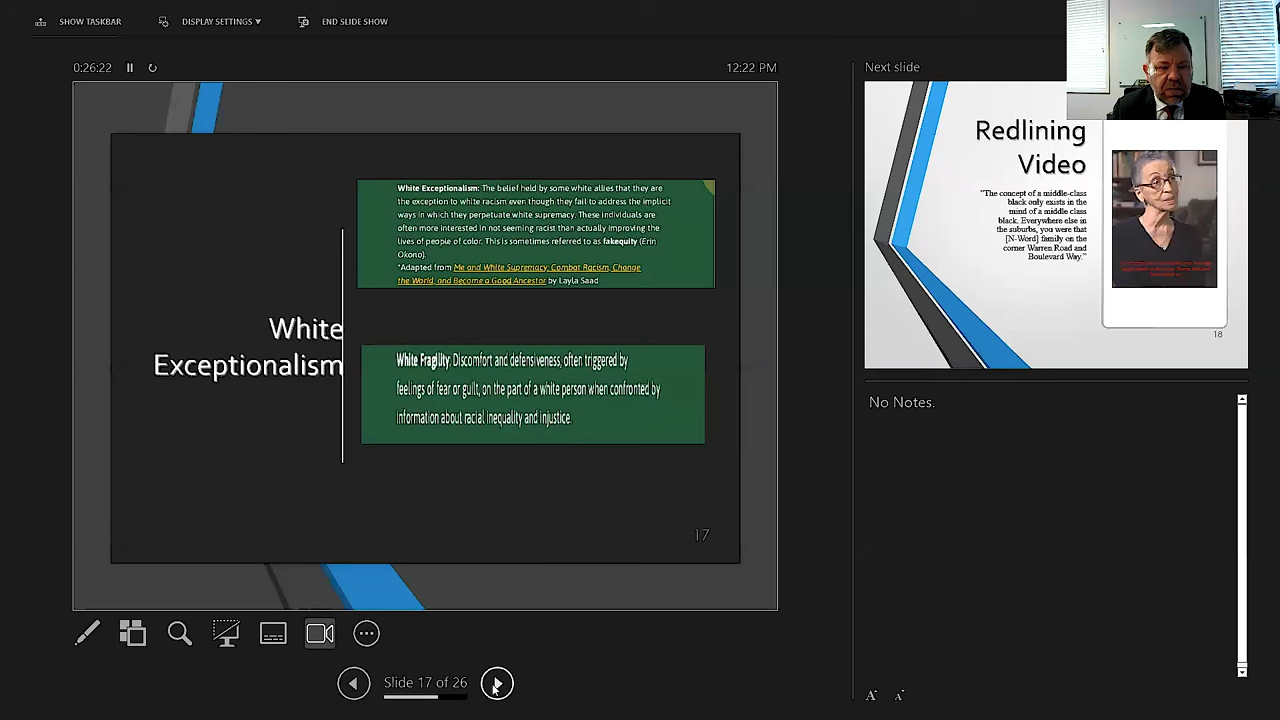 SHOW TASKBAR
DISPLAY SETTINGS ▼
END SLIDE SHOW
0:26:22
12:22 PM
White
Exceptionalism
White Exceptionalism: The belief held by some white allies that they are
the exception to white racism even though they fail to address the implicit
ways in which they perpetuate white supremacy. These individuals are
often more interested in not seeming racist than actually improving the
lives of people of color. This is sometimes referred to as fakequity (Erin
Okono).
*Adapted from Me and White Supremacy, Combat Racism, Change
the World, and Become a Good Ancestor by Layla Saad
White Fragility: Discomfort and defensiveness, often triggered by
feelings of fear or guilt, on the part of a white person when confronted by
information about racial inequality and injustice.
17
Slide 17 of 26
Next slide
Redlining
Video
"The concept of a middle-class
black only exists in the
mind of a middle class
black. Everywhere else in
the suburbs, you were that
[N-Word] family on the
corner Warren Road and
Boulevard Way."
18
No Notes.
A
A